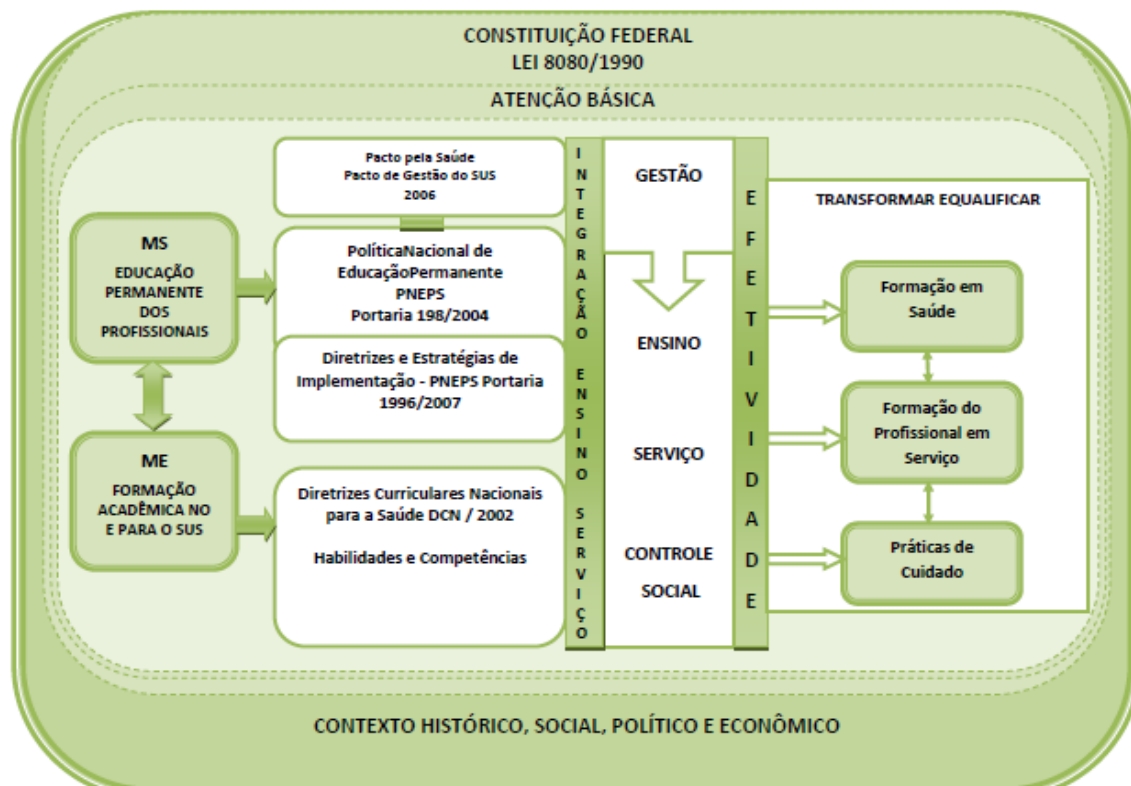 CONSTITUIÇÃO FEDERAL
LEI 8080/1990
ATENÇÃO BÁSICA
MS
EDUCAÇÃO
PERMANENTE
DOS
PROFISSIONAIS
ME
FORMAÇÃO
ACADÊMICA NO
E PARA O SUS
Pacto pela Saúde
Pacto de Gestão do SUS
2006
PolíticaNacional de
EducaçãoPermanente
PNEPS
Portaria 198/2004
Diretrizes e Estratégias de
Implementação - PNEPS Portaria
1996/2007
Diretrizes Curriculares Nacionais
para a Saúde DCN / 2002
Habilidades e Competências
INTEGRAÇÃO ENSINO SERVIÇO
GESTÃO
ENSINO
SERVIÇO
CONTROLE
SOCIAL
EFETIVIDADE
TRANSFORMAR EQUALIFICAR
Formação em
Saúde
Formação do
Profissional em
Serviço
Práticas de
Cuidado
CONTEXTO HISTÓRICO, SOCIAL, POLÍTICO E ECONÔMICO